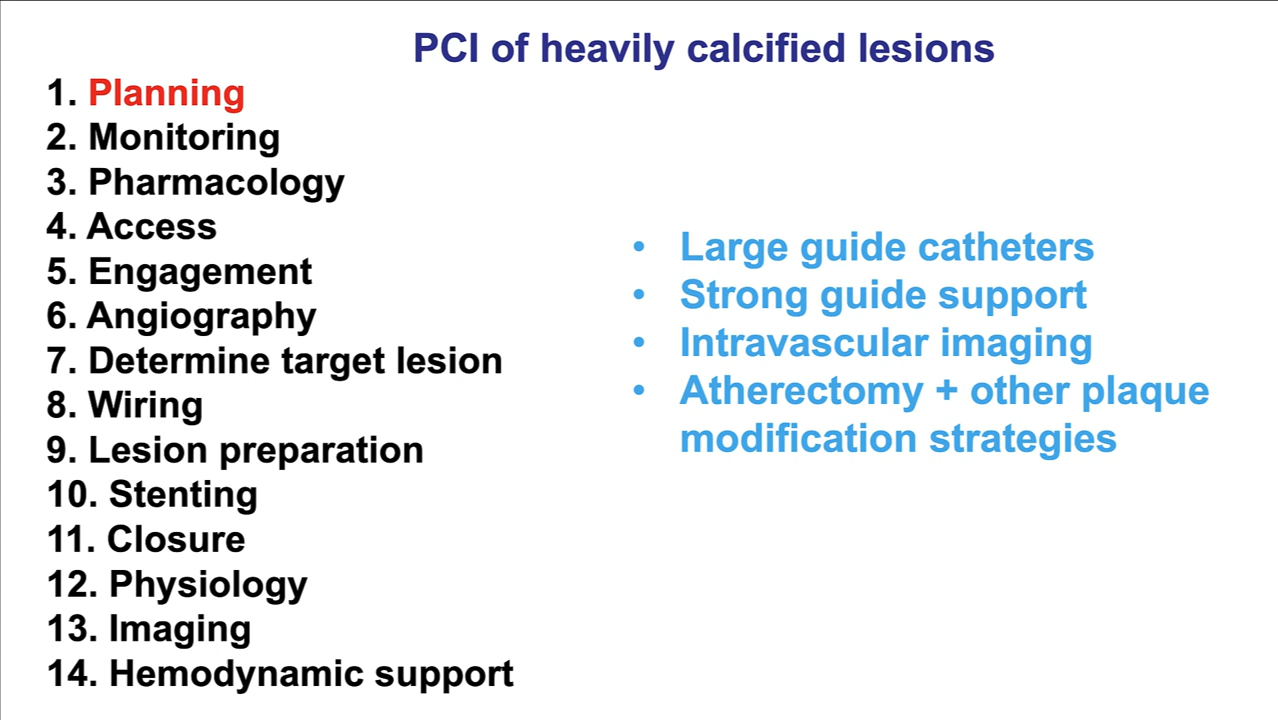 PCI of heavily calcified lesions
1. Planning
2. Monitoring
3. Pharmacology
4. Access
5. Engagement
6. Angiography
7. Determine target lesion
8. Wiring
9. Lesion preparation
10. Stenting
11. Closure
12. Physiology
13. Imaging
14. Hemodynamic support
• Large guide catheters
• Strong guide support
• Intravascular imaging
• Atherectomy + other plaque
modification strategies